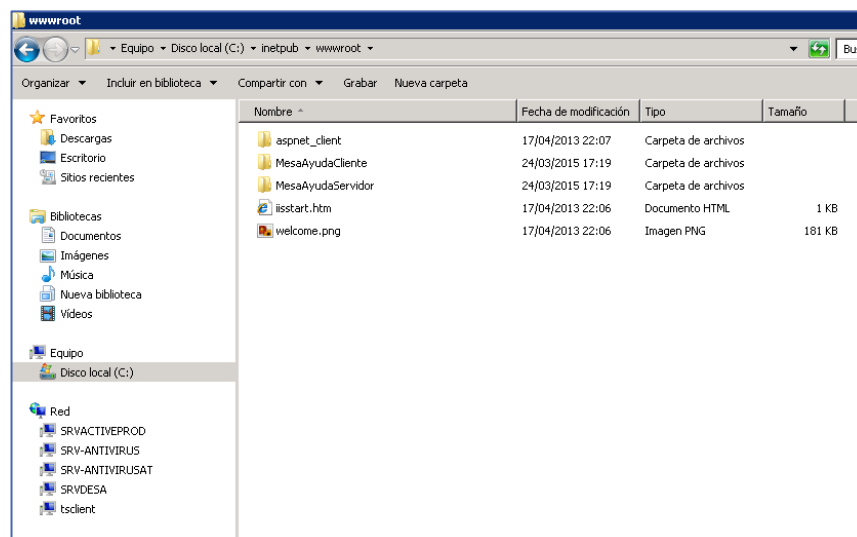 wwwroot
Equipo Disco local (C:) inetpub wwwroot Bu
Organizar Incluir en biblioteca Compartir con Grabar Nueva carpeta
Favoritos
Descargas
Escritorio
Sitios recientes
Bibliotecas
Documentos
Imágenes
Música
Nueva biblioteca
Vídeos
Equipo
Disco local (C:)
Red
SRVACTIVEPROD
SRV-ANTIVIRUS
SRV-ANTIVIRUSAT
SRVDESA
tsclient
Nombre Fecha de modificación Tipo Tamaño
aspnet_client 17/04/2013 22:07 Carpeta de archivos
MesaAyudaCliente 24/03/2015 17:19 Carpeta de archivos
MesaAyudaServidor 24/03/2015 17:19 Carpeta de archivos
iisstart.htm 17/04/2013 22:06 Documento HTML 1 KB
welcome.png 17/04/2013 22:06 Imagen PNG 181 KB